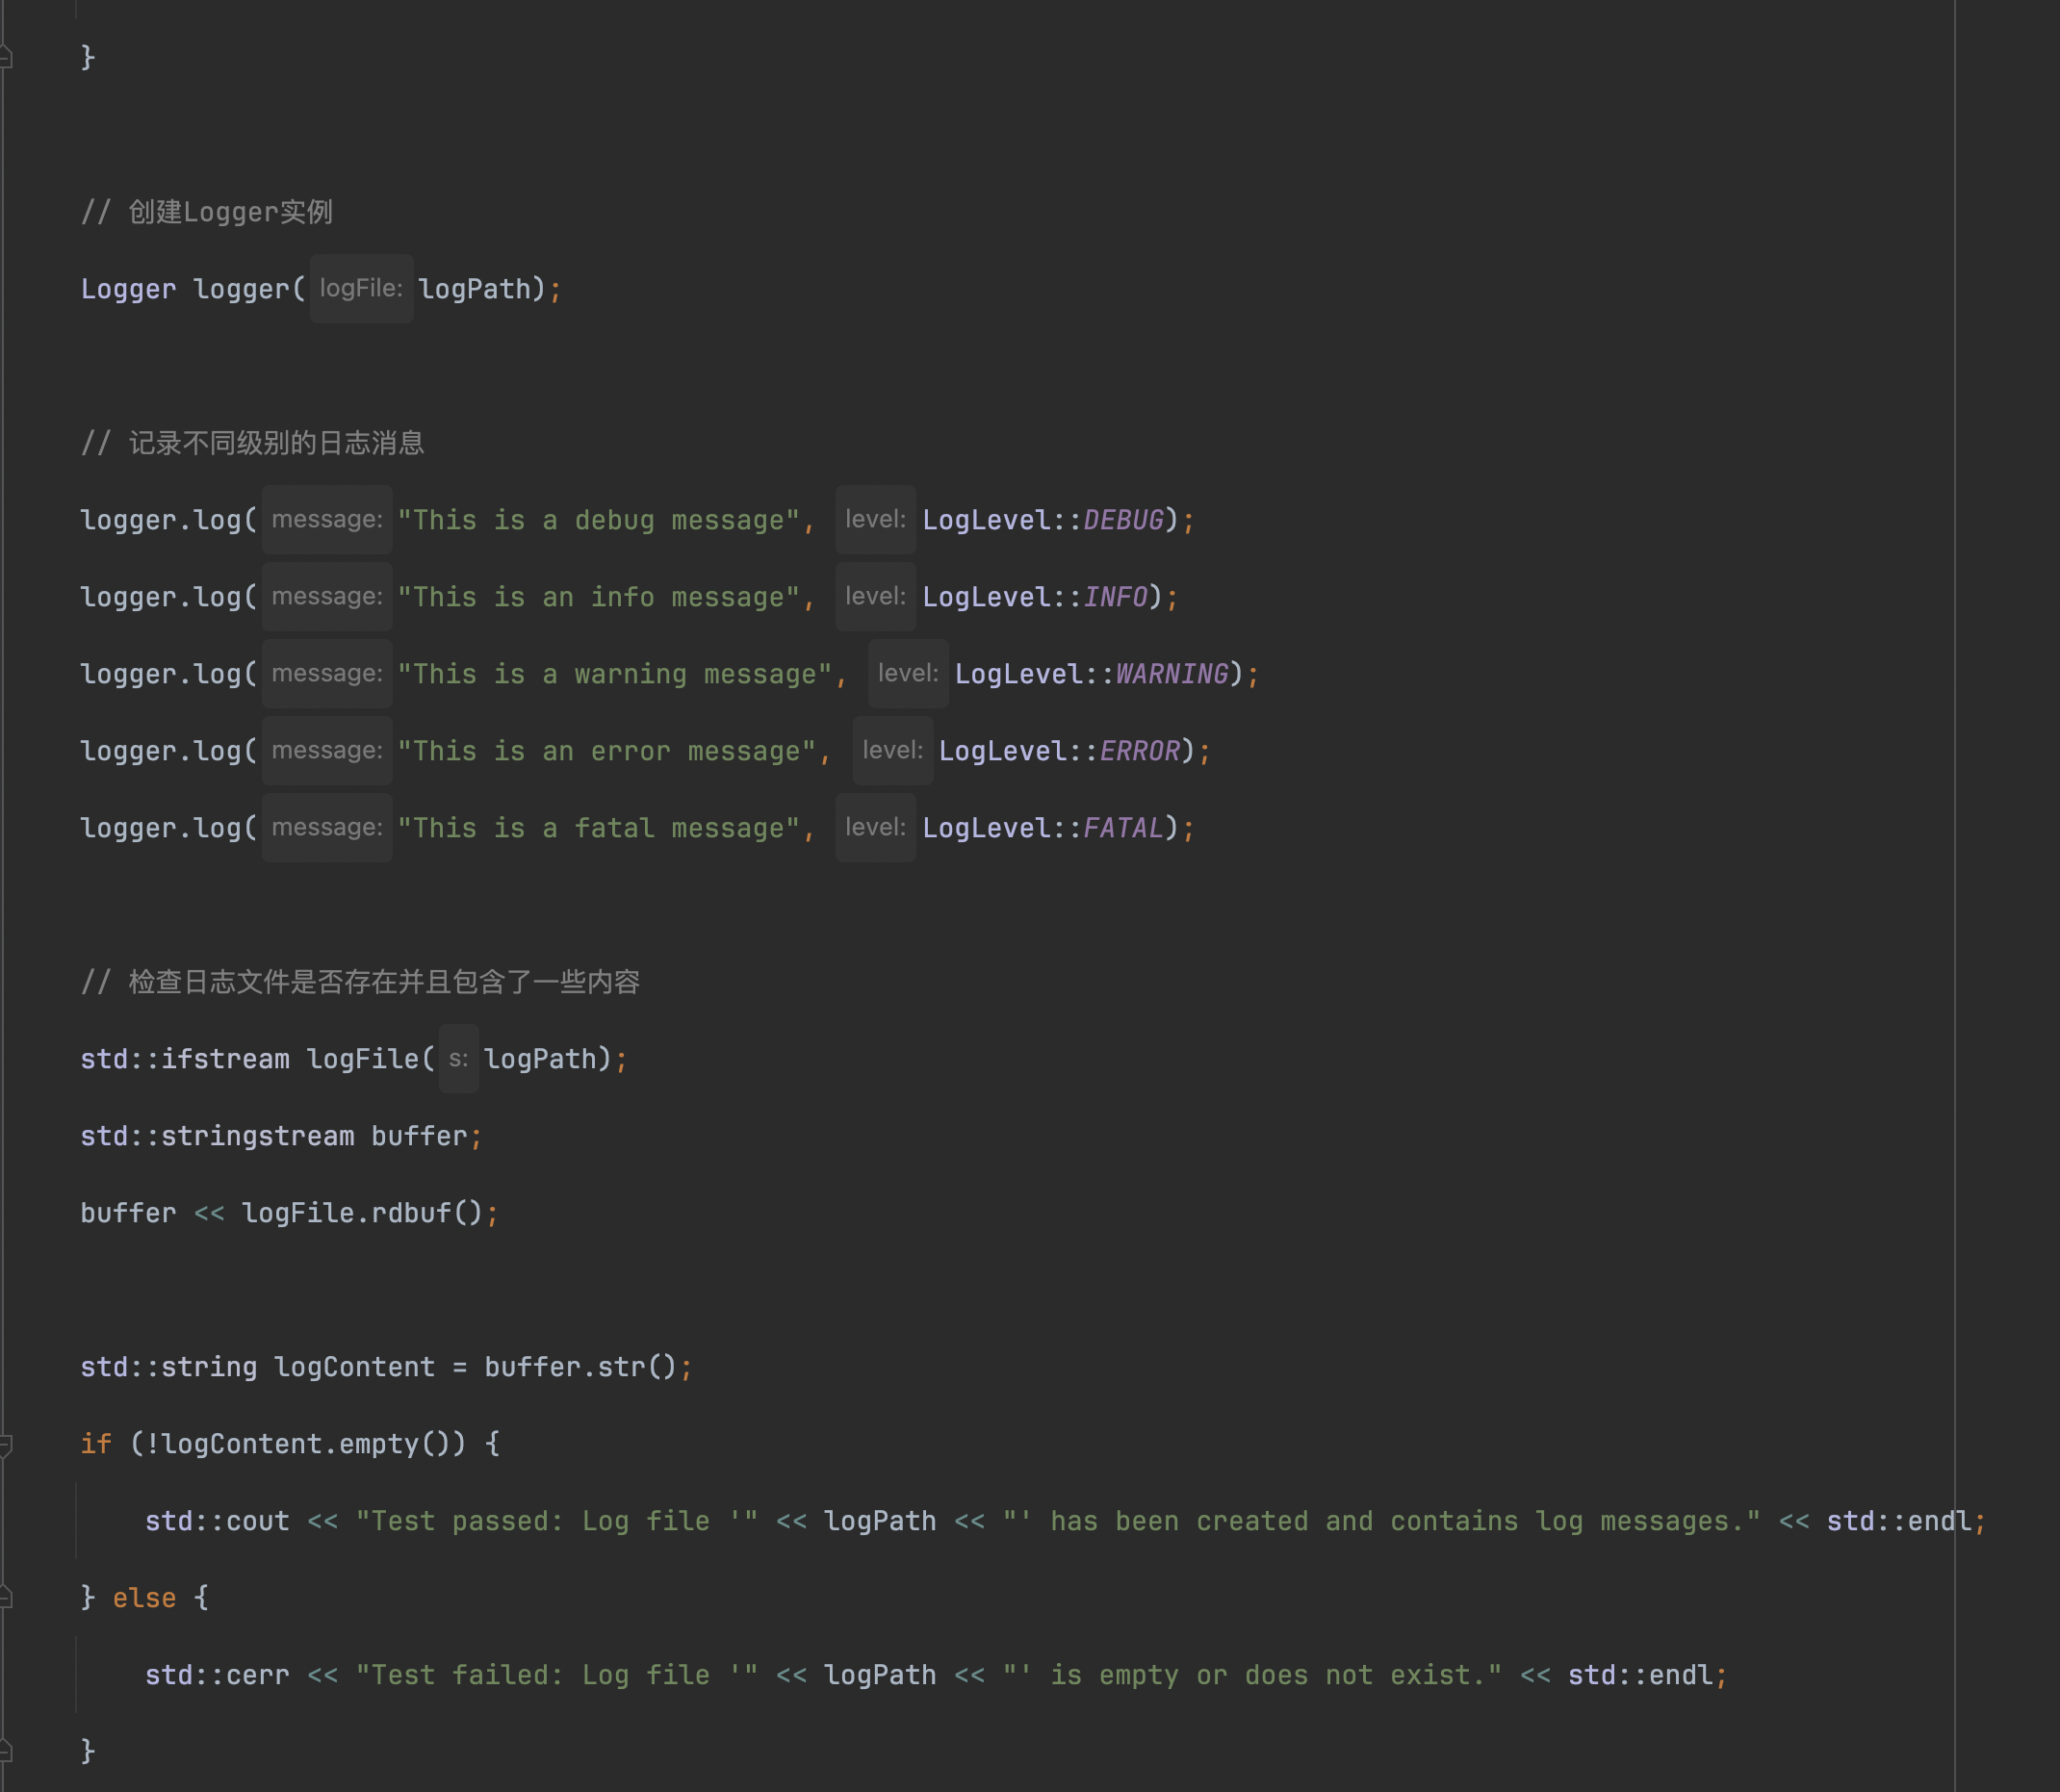 }
// 创建Logger实例
Logger logger( logFile: logPath);
// 记录不同级别的日志消息
logger.log( message: "This is a debug message", level: LogLevel::DEBUG);
logger.log( message: "This is an info message", level: LogLevel::INFO);
logger.log( message: "This is a warning message", level: LogLevel::WARNING);
logger.log( message: "This is an error message", level: LogLevel::ERROR);
logger.log( message: "This is a fatal message", level: LogLevel::FATAL);
// 检查日志文件是否存在并且包含了一些内容
std::ifstream logFile( s: logPath);
std::stringstream buffer;
buffer << logFile.rdbuf();
std::string logContent = buffer.str();
if (!logContent.empty()) {
std::cout << "Test passed: Log file '" << logPath << "' has been created and contains log messages." << std::endl;
} else {
std::cerr << "Test failed: Log file '" << logPath << "' is empty or does not exist." << std::endl;
}